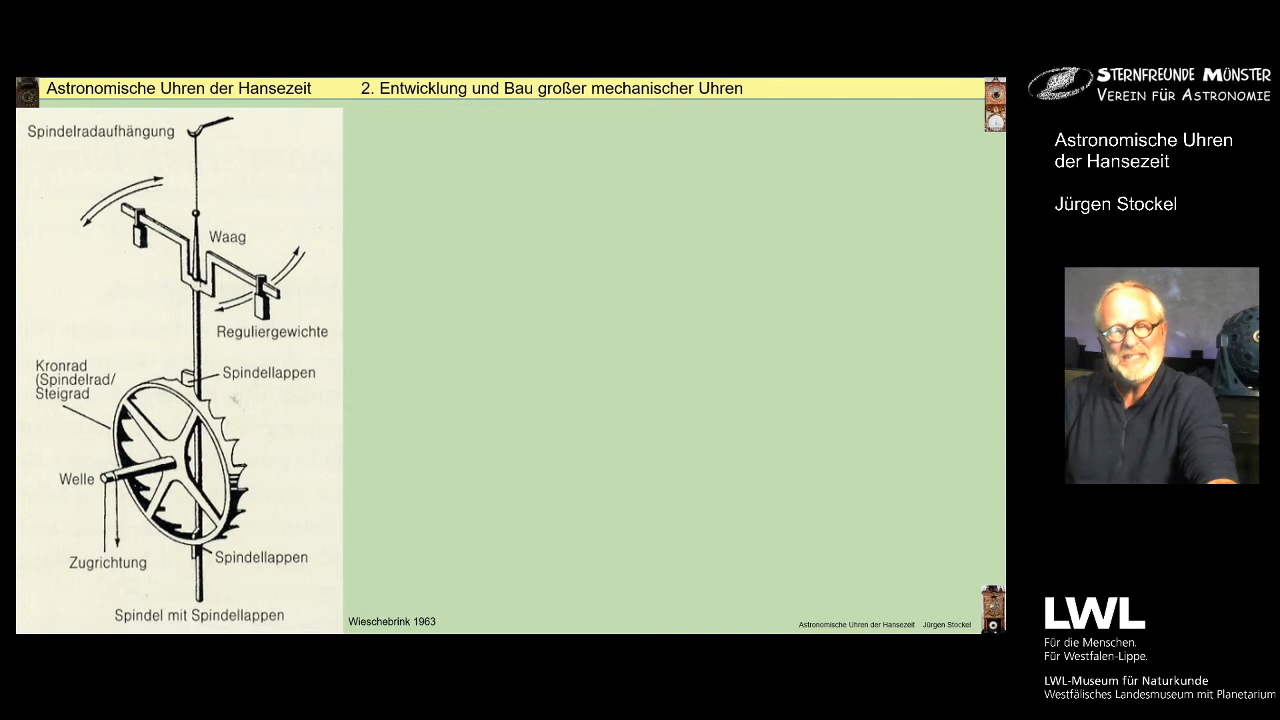 Astronomische Uhren der Hansezeit
2. Entwicklung und Bau großer mechanischer Uhren
Spindelradaufhängung
Waag
Reguliergewichte
Spindellappen
Kronrad
(Spindelrad/
Steigrad
Welle
Zugrichtung
Spindellappen
Spindel mit Spindellappen
Wieschebrink 1963
Astronomische Uhren der Hansezeit Jürgen Stockel
STERNFREUNDE MÜNSTER
VEREIN FÜR ASTRONOMIE
Astronomische Uhren
der Hansezeit
Jürgen Stockel
LWL
Für die Menschen.
Für Westfalen-Lippe.
LWL-Museum für Naturkunde
Westfälisches Landesmuseum mit Planetarium